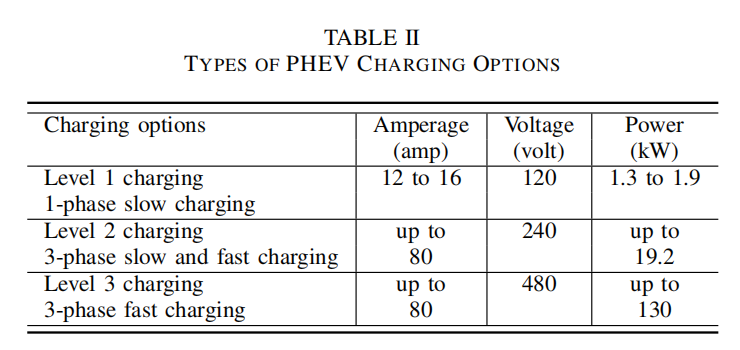 TABLE II
TYPES OF PHEV CHARGING OPTIONS
Charging options Amperage Voltage Power
(amp) (volt) (kW)
Level 1 charging 12 to 16 120 1.3 to 1.9
1-phase slow charging
Level 2 charging up to 240 up to
3-phase slow and fast charging 80 19.2
Level 3 charging up to 480 up to
3-phase fast charging 80 130